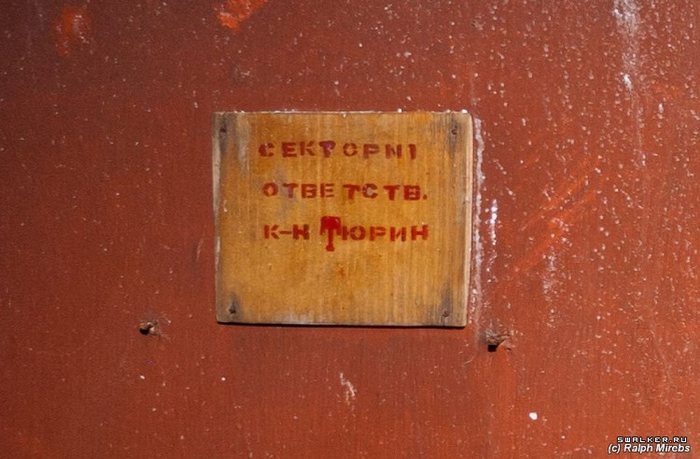 СЕКТОР№1
ОТВЕТСТВ.
К-Н ТЮРИН
SWALKER.RU
(c) Ralph Mirebs